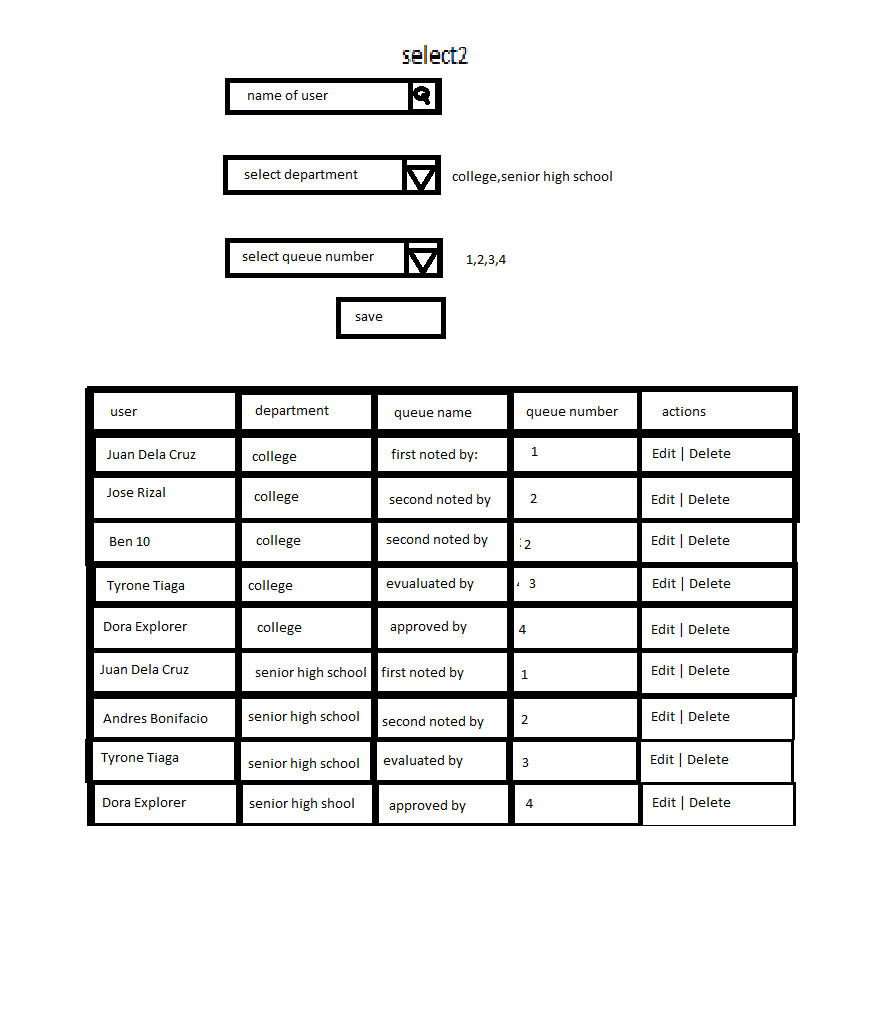 select2
name of user
select department
college,senior high school
select queue number
1,2,3,4
save
user department queue name queue number actions
Juan Dela Cruz college first noted by: 1 Edit | Delete
Jose Rizal college second noted by 2 Edit | Delete
Ben 10 college second noted by 2 Edit | Delete
Tyrone Tiaga college evualuated by 3 Edit | Delete
Dora Explorer college approved by 4 Edit | Delete
Juan Dela Cruz senior high school first noted by 1 Edit | Delete
Andres Bonifacio senior high school second noted by 2 Edit | Delete
Tyrone Tiaga senior high school evaluated by 3 Edit | Delete
Dora Explorer senior high shool approved by 4 Edit | Delete